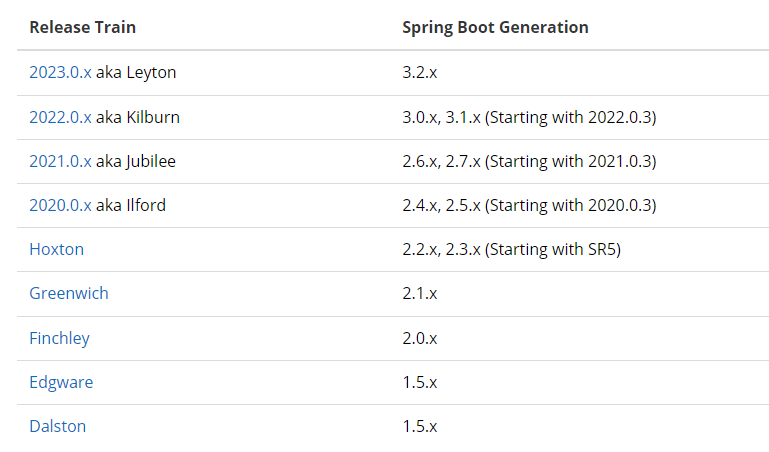 Release Train Spring Boot Generation
2023.0.x aka Leyton 3.2.x
2022.0.x aka Kilburn 3.0.x, 3.1.x (Starting with 2022.0.3)
2021.0.x aka Jubilee 2.6.x, 2.7.x (Starting with 2021.0.3)
2020.0.x aka Ilford 2.4.x, 2.5.x (Starting with 2020.0.3)
Hoxton 2.2.x, 2.3.x (Starting with SR5)
Greenwich 2.1.x
Finchley 2.0.x
Edgware 1.5.x
Dalston 1.5.x